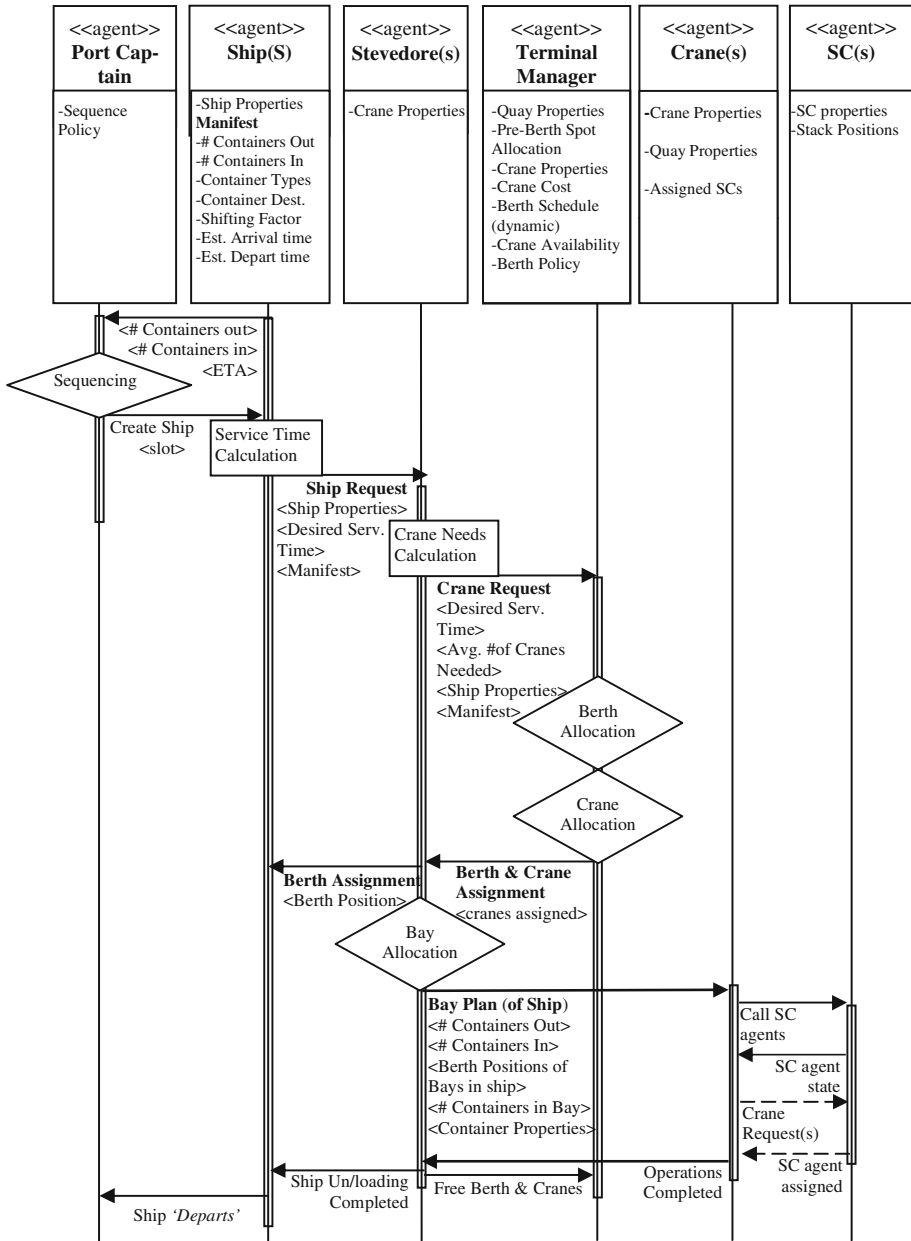 <<agent>>
Port Cap-
tain
-Sequence
Policy
<<agent>>
Ship(S)
-Ship Properties
Manifest
-# Containers Out
-# Containers In
-Container Types
-Container Dest.
-Shifting Factor
-Est. Arrival time
-Est. Depart time
<<agent>>
Stevedore(s)
-Crane Properties
<<agent>>
Terminal
Manager
-Quay Properties
-Pre-Berth Spot
Allocation
-Crane Properties
-Crane Cost
-Berth Schedule
(dynamic)
-Crane Availability
-Berth Policy
<<agent>>
Crane(s)
-Crane Properties
-Quay Properties
-Assigned SCs
<<agent>>
SC(s)
-SC properties
-Stack Positions
<# Containers out>
<# Containers in>
<ETA>
Sequencing
Create Ship
<slot>
Service Time
Calculation
Ship Request
<Ship Properties>
<Desired Serv.
Time>
<Manifest>
Crane Needs
Calculation
Crane Request
<Desired Serv.
Time>
<Avg. #of Cranes
Needed>
<Ship Properties>
<Manifest>
Berth
Allocation
Crane
Allocation
Berth Assignment
<Berth Position>
Berth & Crane
Assignment
<cranes assigned>
Bay
Allocation
Bay Plan (of Ship)
<# Containers Out>
<# Containers In>
<Berth Positions of
Bays in ship>
<# Containers in Bay>
<Container Properties>
Call SC
agents
SC agent
state
Crane
Request(s)
SC agent
assigned
Operations
Completed
Ship Un/loading
Completed
Free Berth & Cranes
Ship 'Departs'